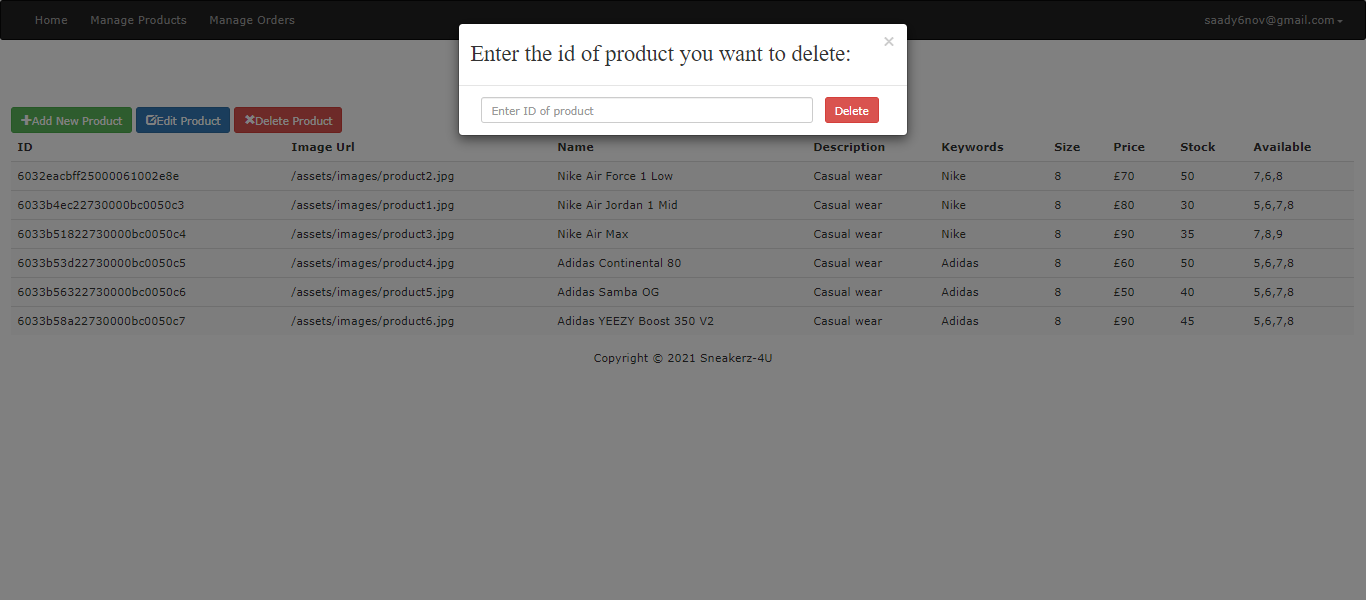 Home Manage Products Manage Orders saady6nov@gmail.com
×
Enter the id of product you want to delete:
Enter ID of product Delete
Add New Product Edit Product Delete Product
ID Image Url Name Description Keywords Size Price Stock Available
6032eacbff25000061002e8e /assets/images/product2.jpg Nike Air Force 1 Low Casual wear Nike 8 £70 50 7,6,8
6033b4ec22730000bc0050c3 /assets/images/product1.jpg Nike Air Jordan 1 Mid Casual wear Nike 8 £80 30 5,6,7,8
6033b51822730000bc0050c4 /assets/images/product3.jpg Nike Air Max Casual wear Nike 8 £90 35 7,8,9
6033b53d22730000bc0050c5 /assets/images/product4.jpg Adidas Continental 80 Casual wear Adidas 8 £60 50 5,6,7,8
6033b56322730000bc0050c6 /assets/images/product5.jpg Adidas Samba OG Casual wear Adidas 8 £50 40 5,6,7,8
6033b58a22730000bc0050c7 /assets/images/product6.jpg Adidas YEEZY Boost 350 V2 Casual wear Adidas 8 £90 45 5,6,7,8
Copyright © 2021 Sneakerz-4U